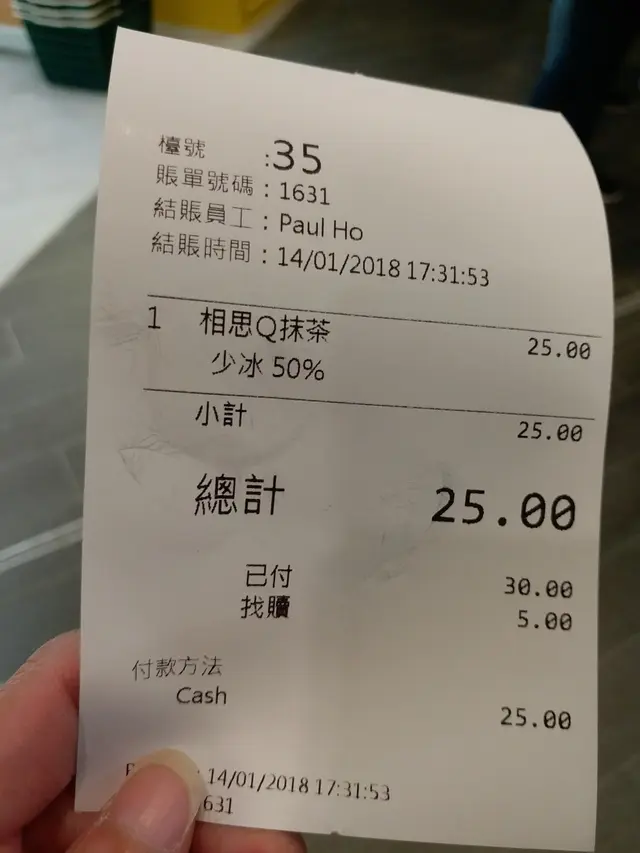 檯號 :35
賬單號碼 : 1631
結賬員工 : Paul Ho
結賬時間 : 14/01/2018 17:31:53
1 相思Q抹茶 25.00
少冰 50%
小計 25.00
總計 25.00
已付 30.00
找贖 5.00
付款方法
Cash 25.00
14/01/2018 17:31:53
631